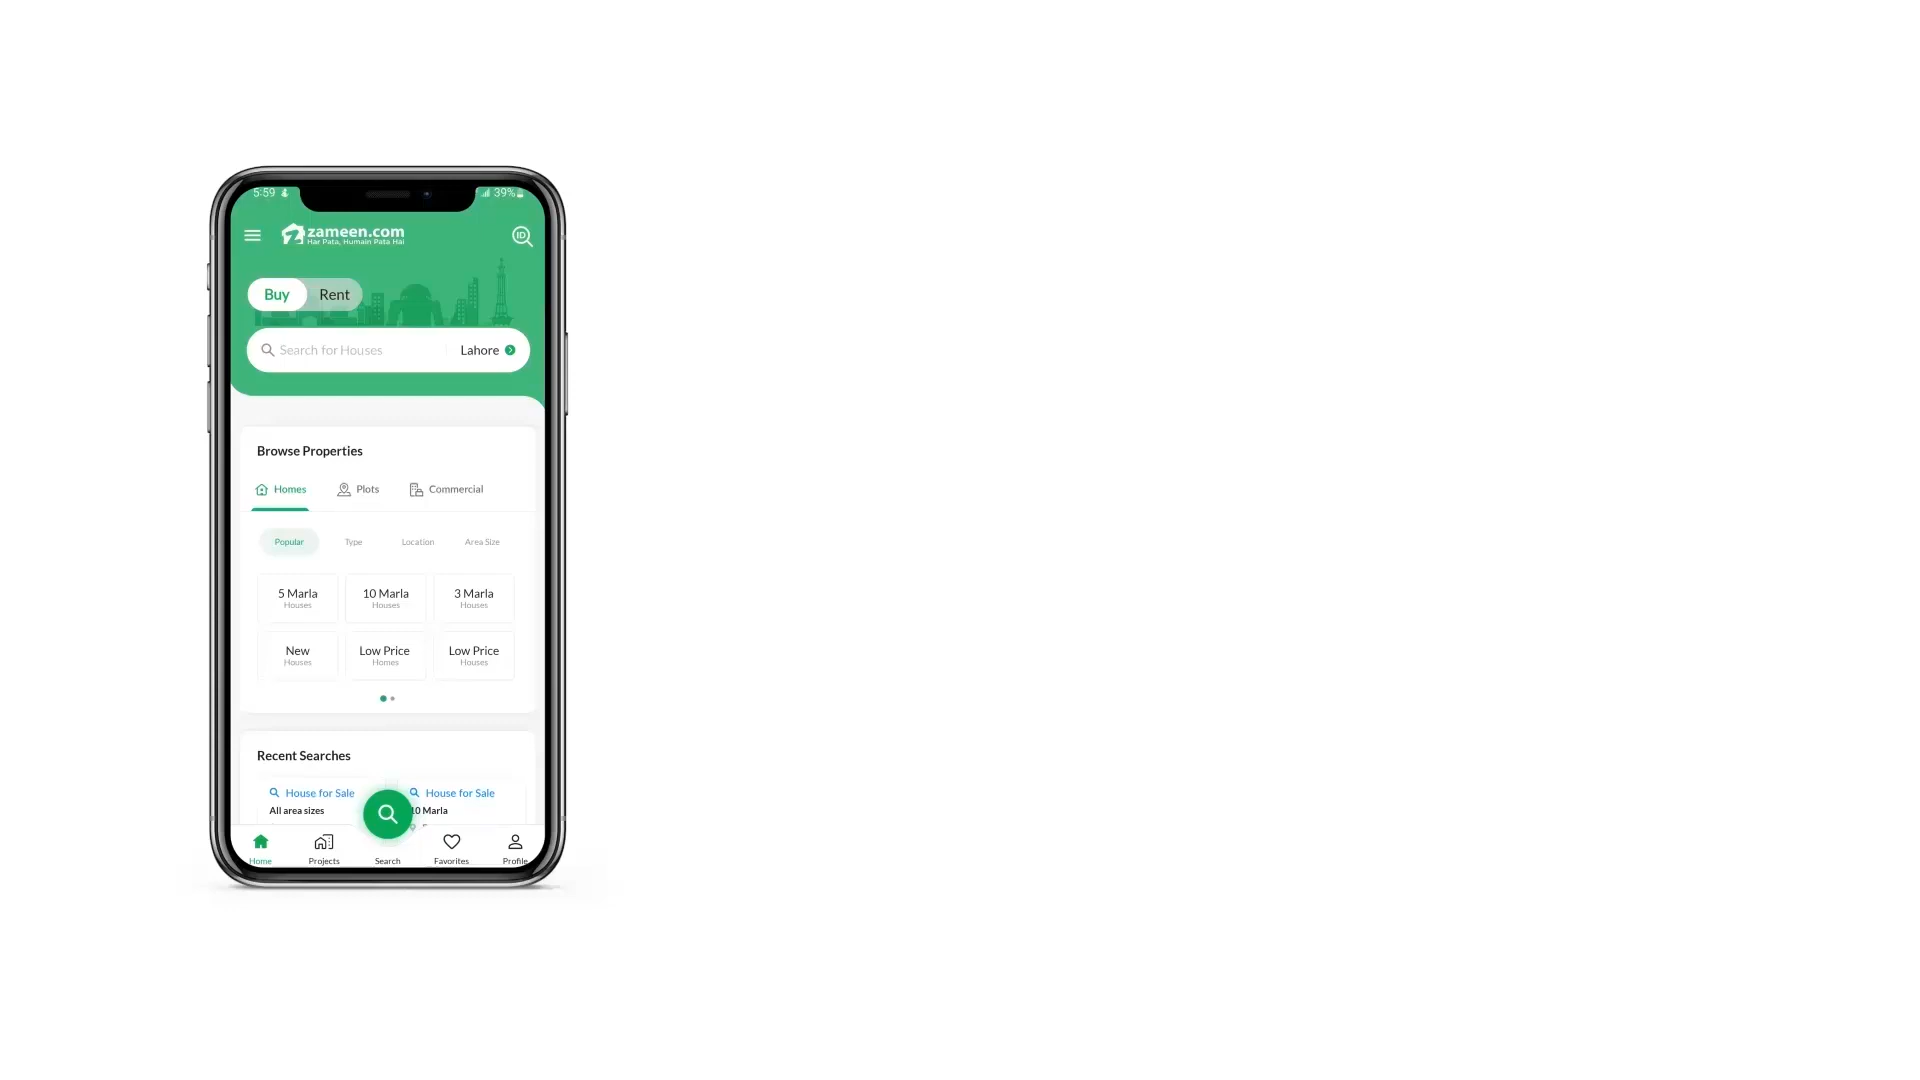 5:59
39%
zameen.com
Har Pata, Humain Pata Hai
ID
Buy Rent
Search for Houses Lahore
Browse Properties
Homes Plots Commercial
Popular Type Location Area Size
5 Marla 10 Marla 3 Marla
Houses Houses Houses
New Low Price Low Price
Houses Homes Houses
Recent Searches
House for Sale House for Sale
All area sizes 10 Marla
Home Projects Search Favorites Profile